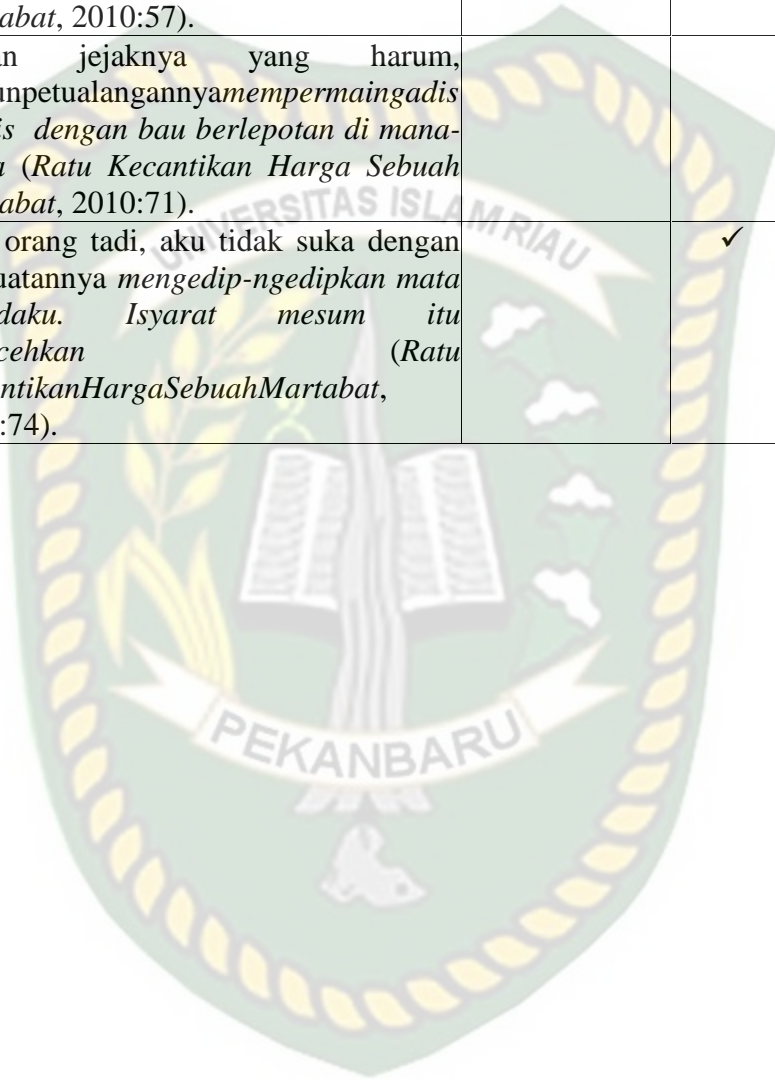 abat, 2010:57).
an jejaknya yang harum,
unpetualangannyamempermaingadis
is dengan bau berlepotan di mana-
a (Ratu Kecantikan Harga Sebuah
abat, 2010:71).
orang tadi, aku tidak suka dengan
uatannya mengedip-ngedipkan mata
daku. Isyarat mesum itu
cehkan (Ratu
ntikanHargaSebuahMartabat,
:74).
✓
UNIVERSITAS ISLAM RIAU
PEKANBARU